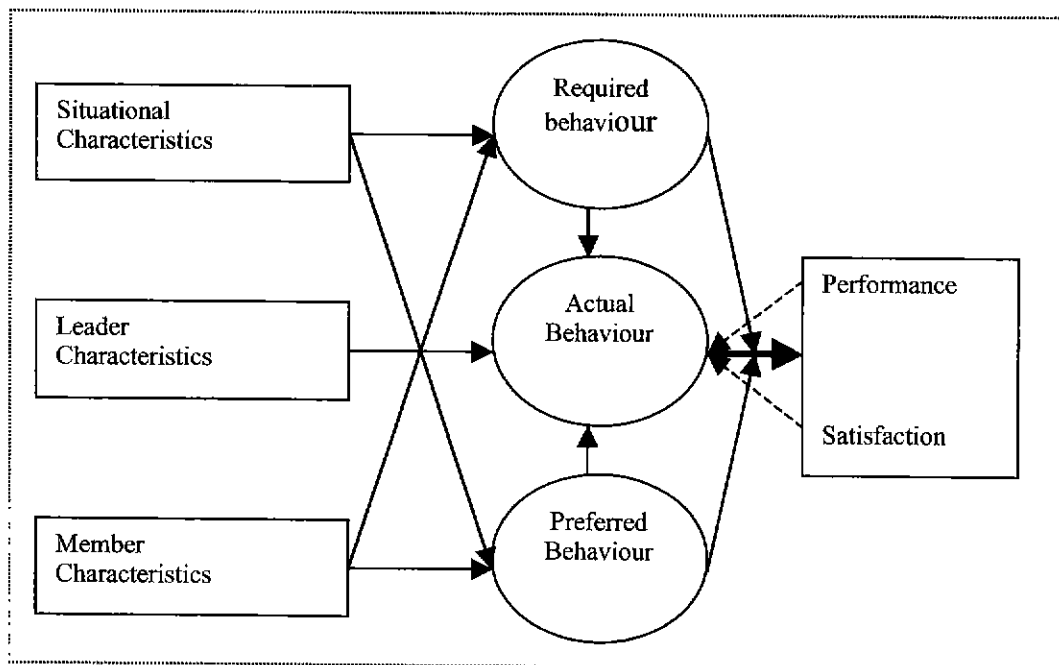 Situational
Characteristics
Required
behaviour
Leader
Characteristics
Actual
Behaviour
Performance
Satisfaction
Member
Characteristics
Preferred
Behaviour